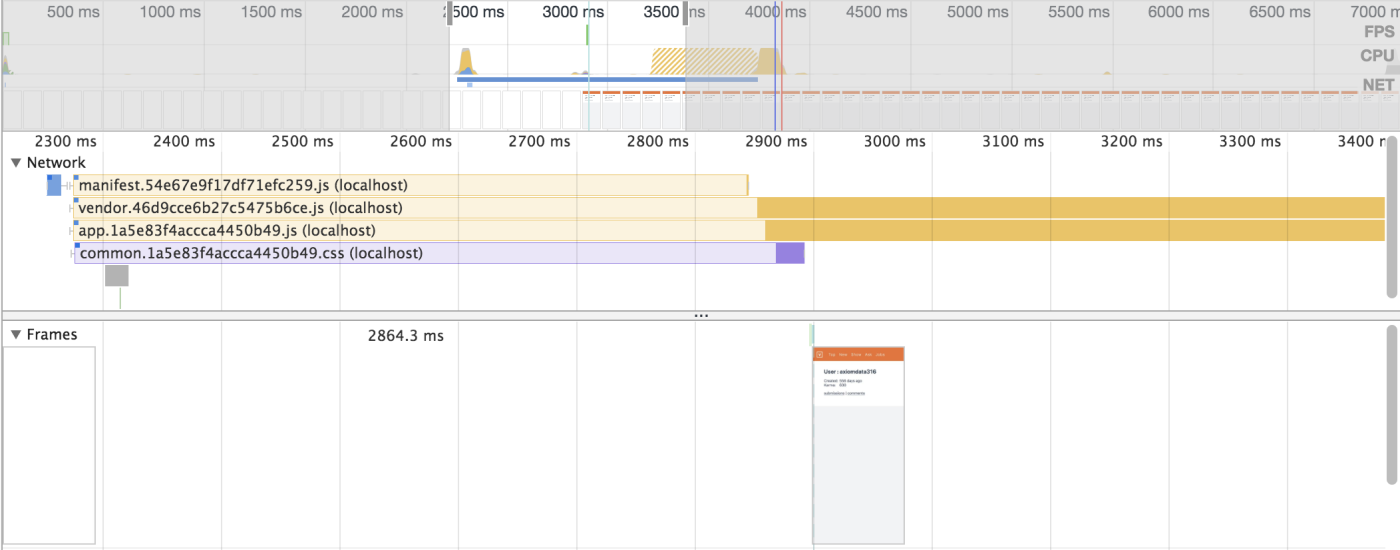 500 ms 1000 ms 1500 ms 2000 ms 2500 ms 3000 ms 3500 ms 4000 ms 4500 ms 5000 ms 5500 ms 6000 ms 6500 ms 7000 m
FPS
CPU
NET
2300 ms 2400 ms 2500 ms 2600 ms 2700 ms 2800 ms 2900 ms 3000 ms 3100 ms 3200 ms 3300 ms 3400 m
▼ Network
manifest.54e67e9f17df71efc259.js (localhost)
vendor.46d9cce6b27c5475b6ce.js (localhost)
app.1a5e83f4accca4450b49.js (localhost)
common.1a5e83f4accca4450b49.css (localhost)
...
▼ Frames
2864.3 ms
User : axiomdata316